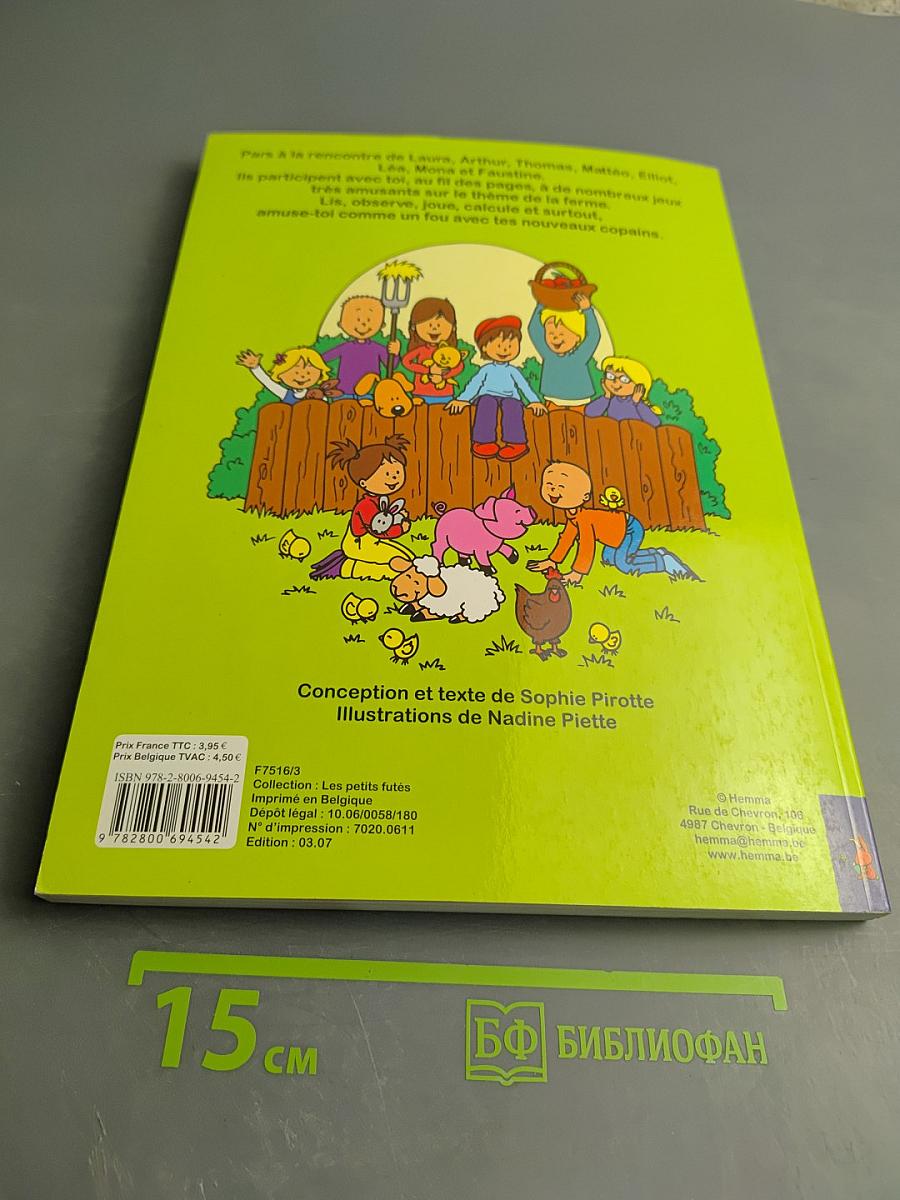 Pars à la rencontre de Laura, Arthur, Thomas, Mattéo, Elliot,
Léa, Mona et Faustine.
Ils participent avec toi, au fil des pages, à de nombreux jeux
très amusants sur le thème de la ferme.
Lis, observe, joue, calcule et surtout,
amuse-toi comme un fou avec tes nouveaux copains.
Conception et texte de Sophie Pirotte
Illustrations de Nadine Piette
Prix France TTC : 3,95 €
Prix Belgique TVAC : 4,50 €
ISBN 978-2-8006-9454-2
9 782800 694542
F7516/3
Collection : Les petits futés
Imprimé en Belgique
Dépôt légal : 10.06/0058/180
N° d'impression : 7020.0611
Edition : 03.07
© Hemma
Rue de Chevron, 106
4987 Chevron - Belgique
hemma@hemma.be
www.hemma.be
15 см
БФ БИБЛИОФАН